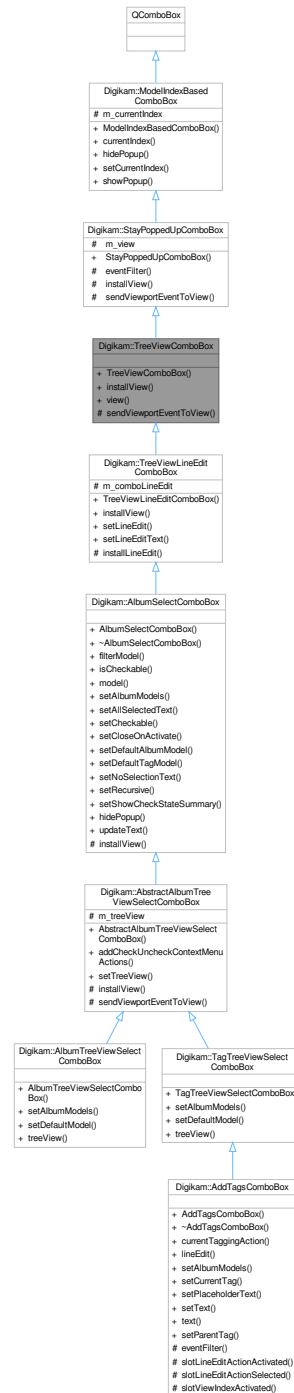 QComboBox
Digikam::ModelIndexBased
ComboBox
# m_currentIndex
+ ModelIndexBasedComboBox()
+ currentIndex()
+ hidePopup()
+ setCurrentIndex()
+ showPopup()
Digikam::StayPoppedUpComboBox
# m_view
+ StayPoppedUpComboBox()
# eventFilter()
# installView()
# sendViewportEventToView()
Digikam::TreeViewComboBox
+ TreeViewComboBox()
+ installView()
+ view()
# sendViewportEventToView()
Digikam::TreeViewLineEdit
ComboBox
# m_comboLineEdit
+ TreeViewLineEditComboBox()
+ installView()
+ setLineEdit()
+ setLineEditText()
# installLineEdit()
Digikam::AlbumSelectComboBox
+ AlbumSelectComboBox()
+ ~AlbumSelectComboBox()
+ filterModel()
+ isCheckable()
+ model()
+ setAlbumModels()
+ setAllSelectedText()
+ setCheckable()
+ setCloseOnActivate()
+ setDefaultAlbumModel()
+ setDefaultTagModel()
+ setNoSelectionText()
+ setRecursive()
+ setShowCheckStateSummary()
+ hidePopup()
+ updateText()
# installView()
Digikam::AbstractAlbumTree
ViewSelectComboBox
# m_treeView
+ AbstractAlbumTreeViewSelect
ComboBox()
+ addCheckUncheckContextMenu
Actions()
+ setTreeView()
# installView()
# sendViewportEventToView()
Digikam::AlbumTreeViewSelect
ComboBox
+ AlbumTreeViewSelectCombo
Box()
+ setAlbumModels()
+ setDefaultModel()
+ treeView()
Digikam::TagTreeViewSelect
ComboBox
+ TagTreeViewSelectComboBox
+ setAlbumModels()
+ setDefaultModel()
+ treeView()
Digikam::AddTagsComboBox
+ AddTagsComboBox()
+ ~AddTagsComboBox()
+ currentTaggingAction()
+ lineEdit()
+ setAlbumModels()
+ setCurrentTag()
+ setPlaceholderText()
+ setText()
+ text()
+ setParentTag()
# eventFilter()
# slotLineEditActionActivated()
# slotLineEditActionSelected()
# slotViewIndexActivated()